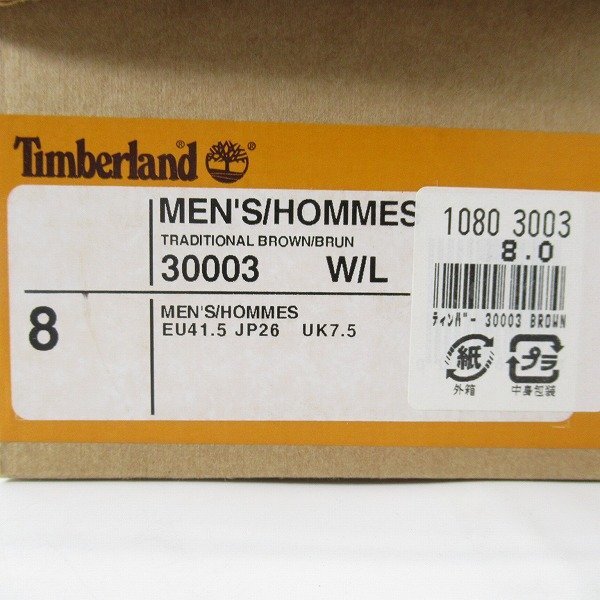 Timberland®
®
MEN'S/HOMMES
TRADITIONAL BROWN/BRUN
30003 W/L
8
MEN'S/HOMMES
EU41.5 JP26 UK7.5
1080 3003
8.0
ティンバー 30003 BROWN
紙
プラ
外箱
中身包装